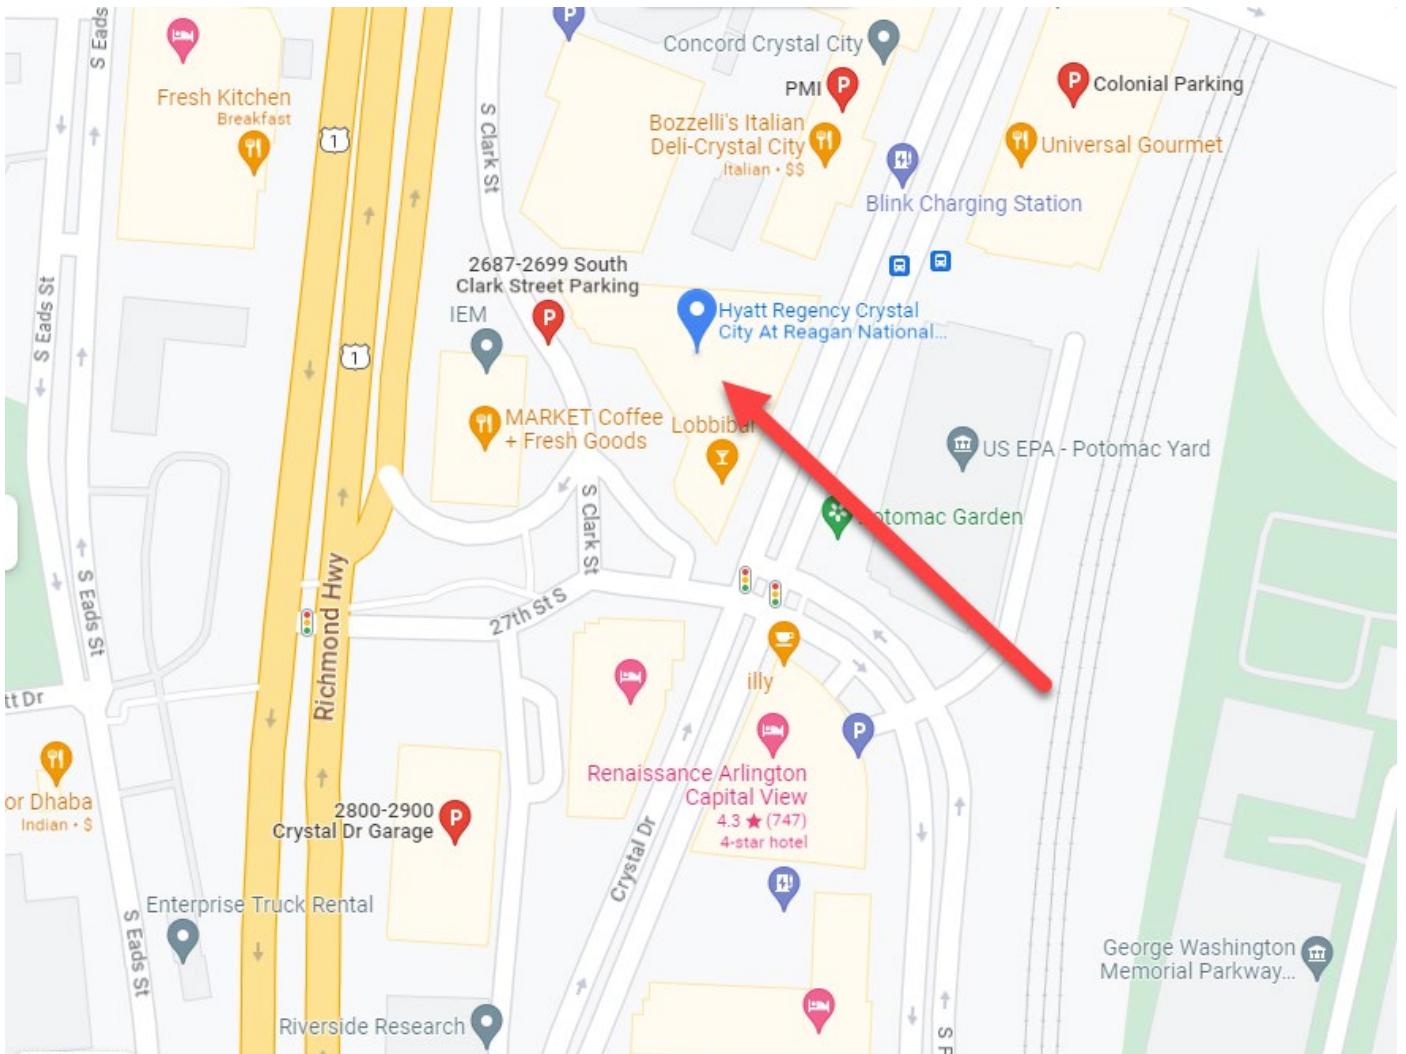 S Eads
Concord Crystal City
PMI
Colonial Parking
Fresh Kitchen
Breakfast
1
S Clark St
Bozzelli's Italian
Deli-Crystal City
Italian • $$
Universal Gourmet
Blink Charging Station
P
P
P
2687-2699 South
Clark Street Parking
IEM
P
Hyatt Regency Crystal
City At Reagan National...
S Eads St
1
MARKET Coffee
+ Fresh Goods
Lobbibar
US EPA - Potomac Yard
S Clark St
Potomac Garden
Richmond Hwy
27th St S
S Eads St
illy
tt Dr
P
Renaissance Arlington
Capital View
4.3 ★ (747)
4-star hotel
or Dhaba
Indian • $
2800-2900
Crystal Dr Garage
P
Crystal Dr
Enterprise Truck Rental
S Eads St
George Washington
Memorial Parkway...
Riverside Research
S F